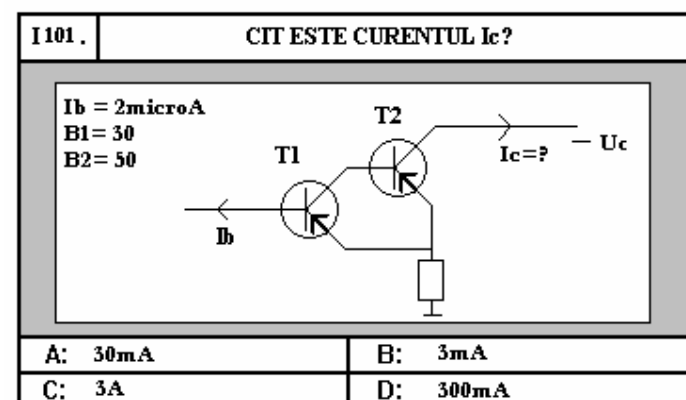 I101. CIT ESTE CURENTUL Ic?
Ib = 2microA
B1= 30
B2= 50
T1
T2
Ic=?
— Uc
Ib
A: 30mA B: 3mA
C: 3A D: 300mA